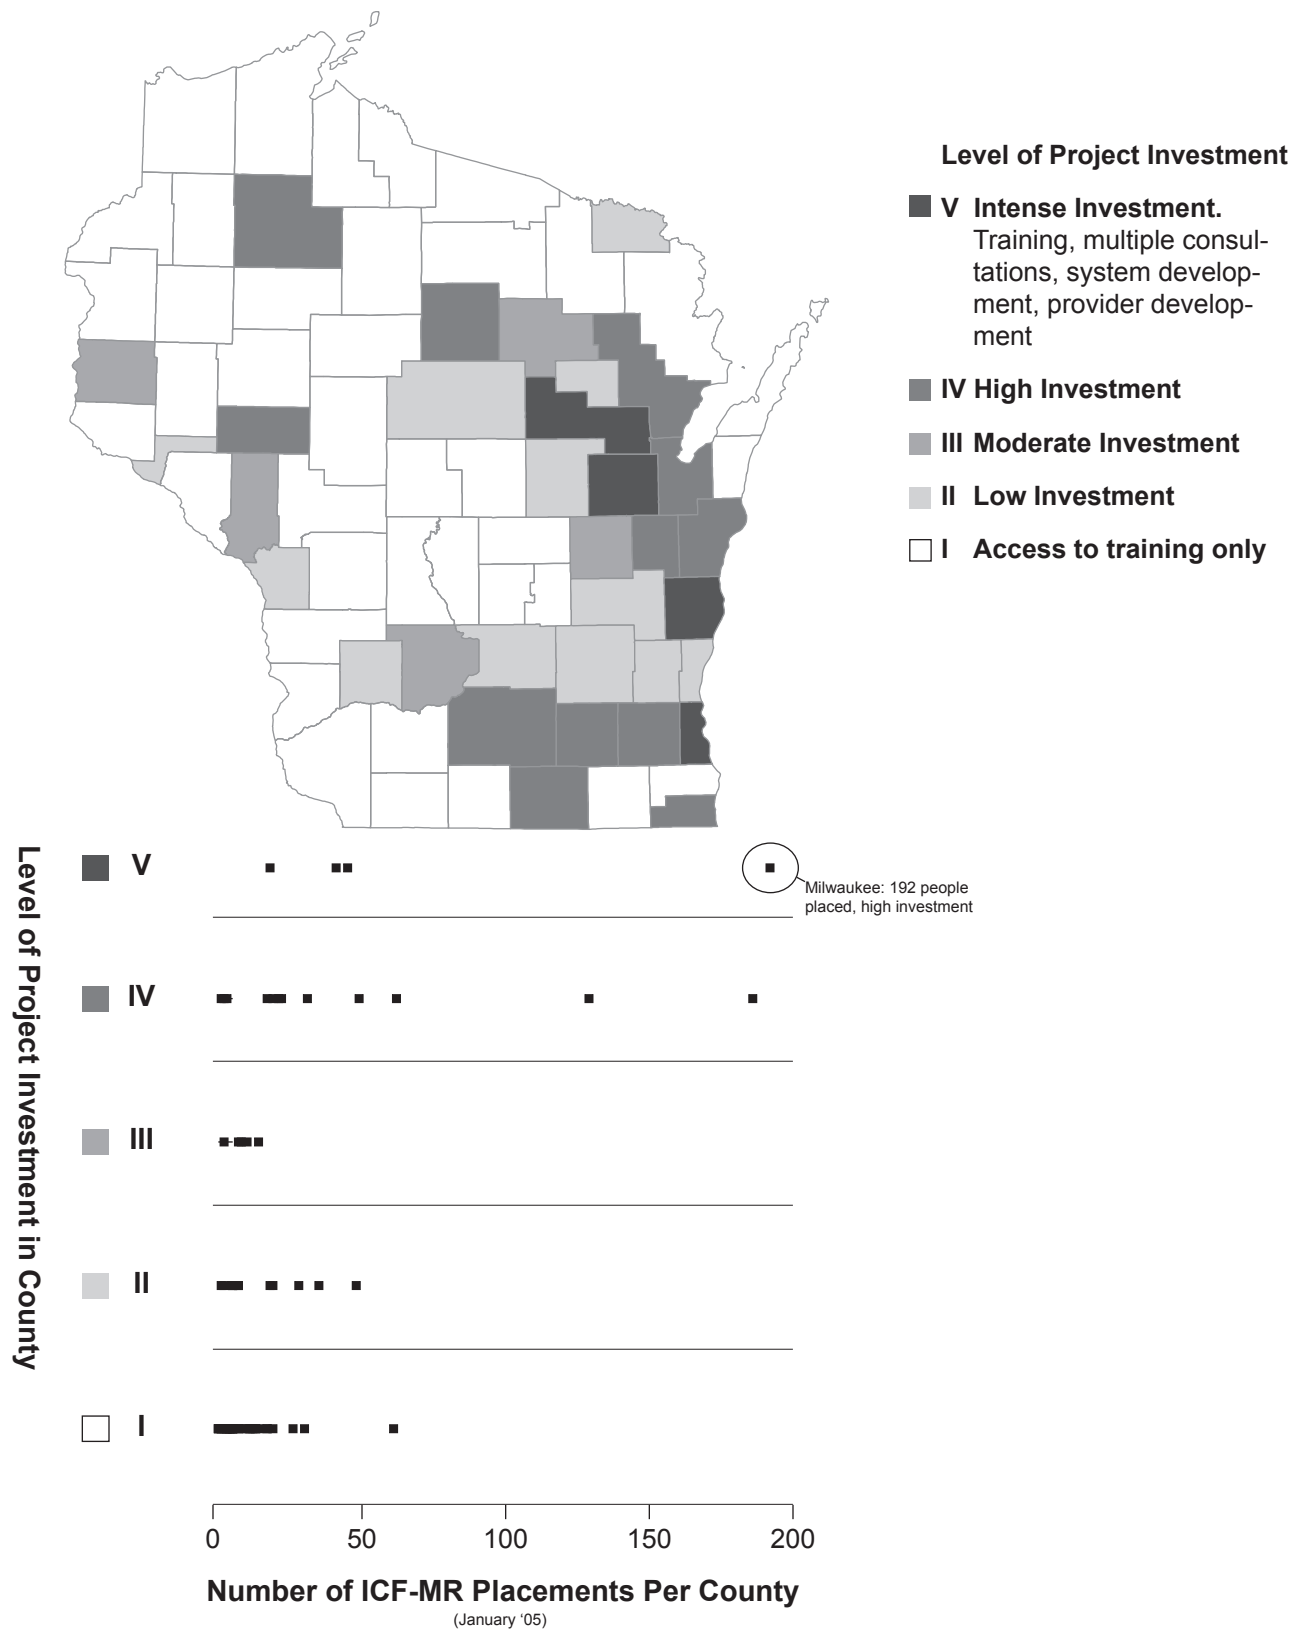 Level of Project Investment
V Intense Investment.
Training, multiple consul-
tations, system develop-
ment, provider develop-
ment
IV High Investment
III Moderate Investment
II Low Investment
I Access to training only
Level of Project Investment in County
V
Milwaukee: 192 people
placed, high investment
IV
III
II
I
0 50 100 150 200
Number of ICF-MR Placements Per County
(January ‘05)